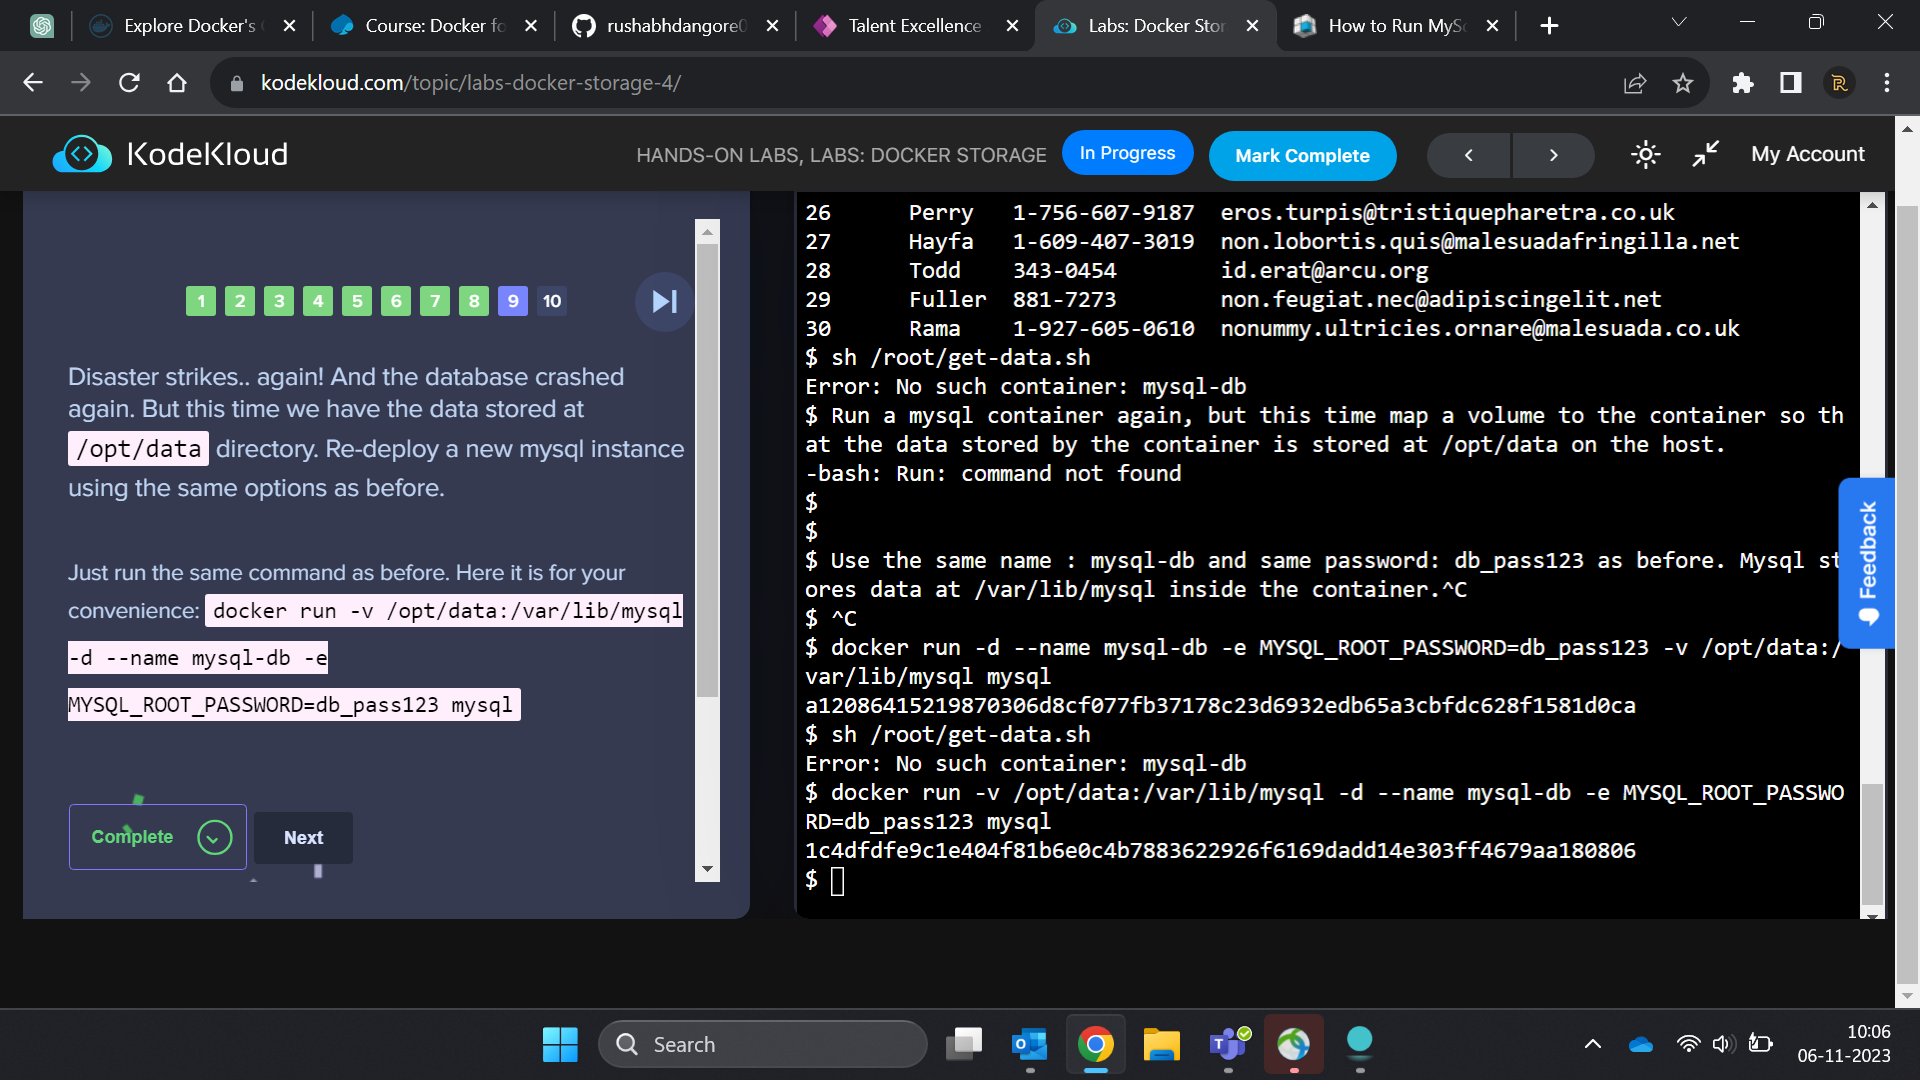 Explore Docker's
Course: Docker fo
rushabhdangore
Talent Excellence
Labs: Docker Stor
How to Run MyS
kodekloud.com/topic/labs-docker-storage-4/
KodeKloud
HANDS-ON LABS, LABS: DOCKER STORAGE
In Progress
Mark Complete
My Account
1 2 3 4 5 6 7 8 9 10
Disaster strikes.. again! And the database crashed
again. But this time we have the data stored at
/opt/data directory. Re-deploy a new mysql instance
using the same options as before.
Just run the same command as before. Here it is for your
convenience: docker run -v /opt/data:/var/lib/mysql
-d --name mysql-db -e
MYSQL_ROOT_PASSWORD=db_pass123 mysql
Complete
Next
26 Perry 1-756-607-9187 eros.turpis@tristiquepharetra.co.uk
27 Hayfa 1-609-407-3019 non.lobortis.quis@malesuadafringilla.net
28 Todd 343-0454 id.erat@arcu.org
29 Fuller 881-7273 non.feugiat.nec@adipiscingelit.net
30 Rama 1-927-605-0610 nonummy.ultricies.ornare@malesuada.co.uk
$ sh /root/get-data.sh
Error: No such container: mysql-db
$ Run a mysql container again, but this time map a volume to the container so th
at the data stored by the container is stored at /opt/data on the host.
-bash: Run: command not found
$
$
$ Use the same name : mysql-db and same password: db_pass123 as before. Mysql st
ores data at /var/lib/mysql inside the container.^C
$ ^C
$ docker run -d --name mysql-db -e MYSQL_ROOT_PASSWORD=db_pass123 -v /opt/data:/
var/lib/mysql mysql
a12086415219870306d8cf077fb37178c23d6932edb65a3cbfdc628f1581d0ca
$ sh /root/get-data.sh
Error: No such container: mysql-db
$ docker run -v /opt/data:/var/lib/mysql -d --name mysql-db -e MYSQL_ROOT_PASSWO
RD=db_pass123 mysql
1c4dfdfe9c1e404f81b6e0c4b7883622926f6169dadd14e303ff4679aa180806
$
Feedback
Search
10:06
06-11-2023